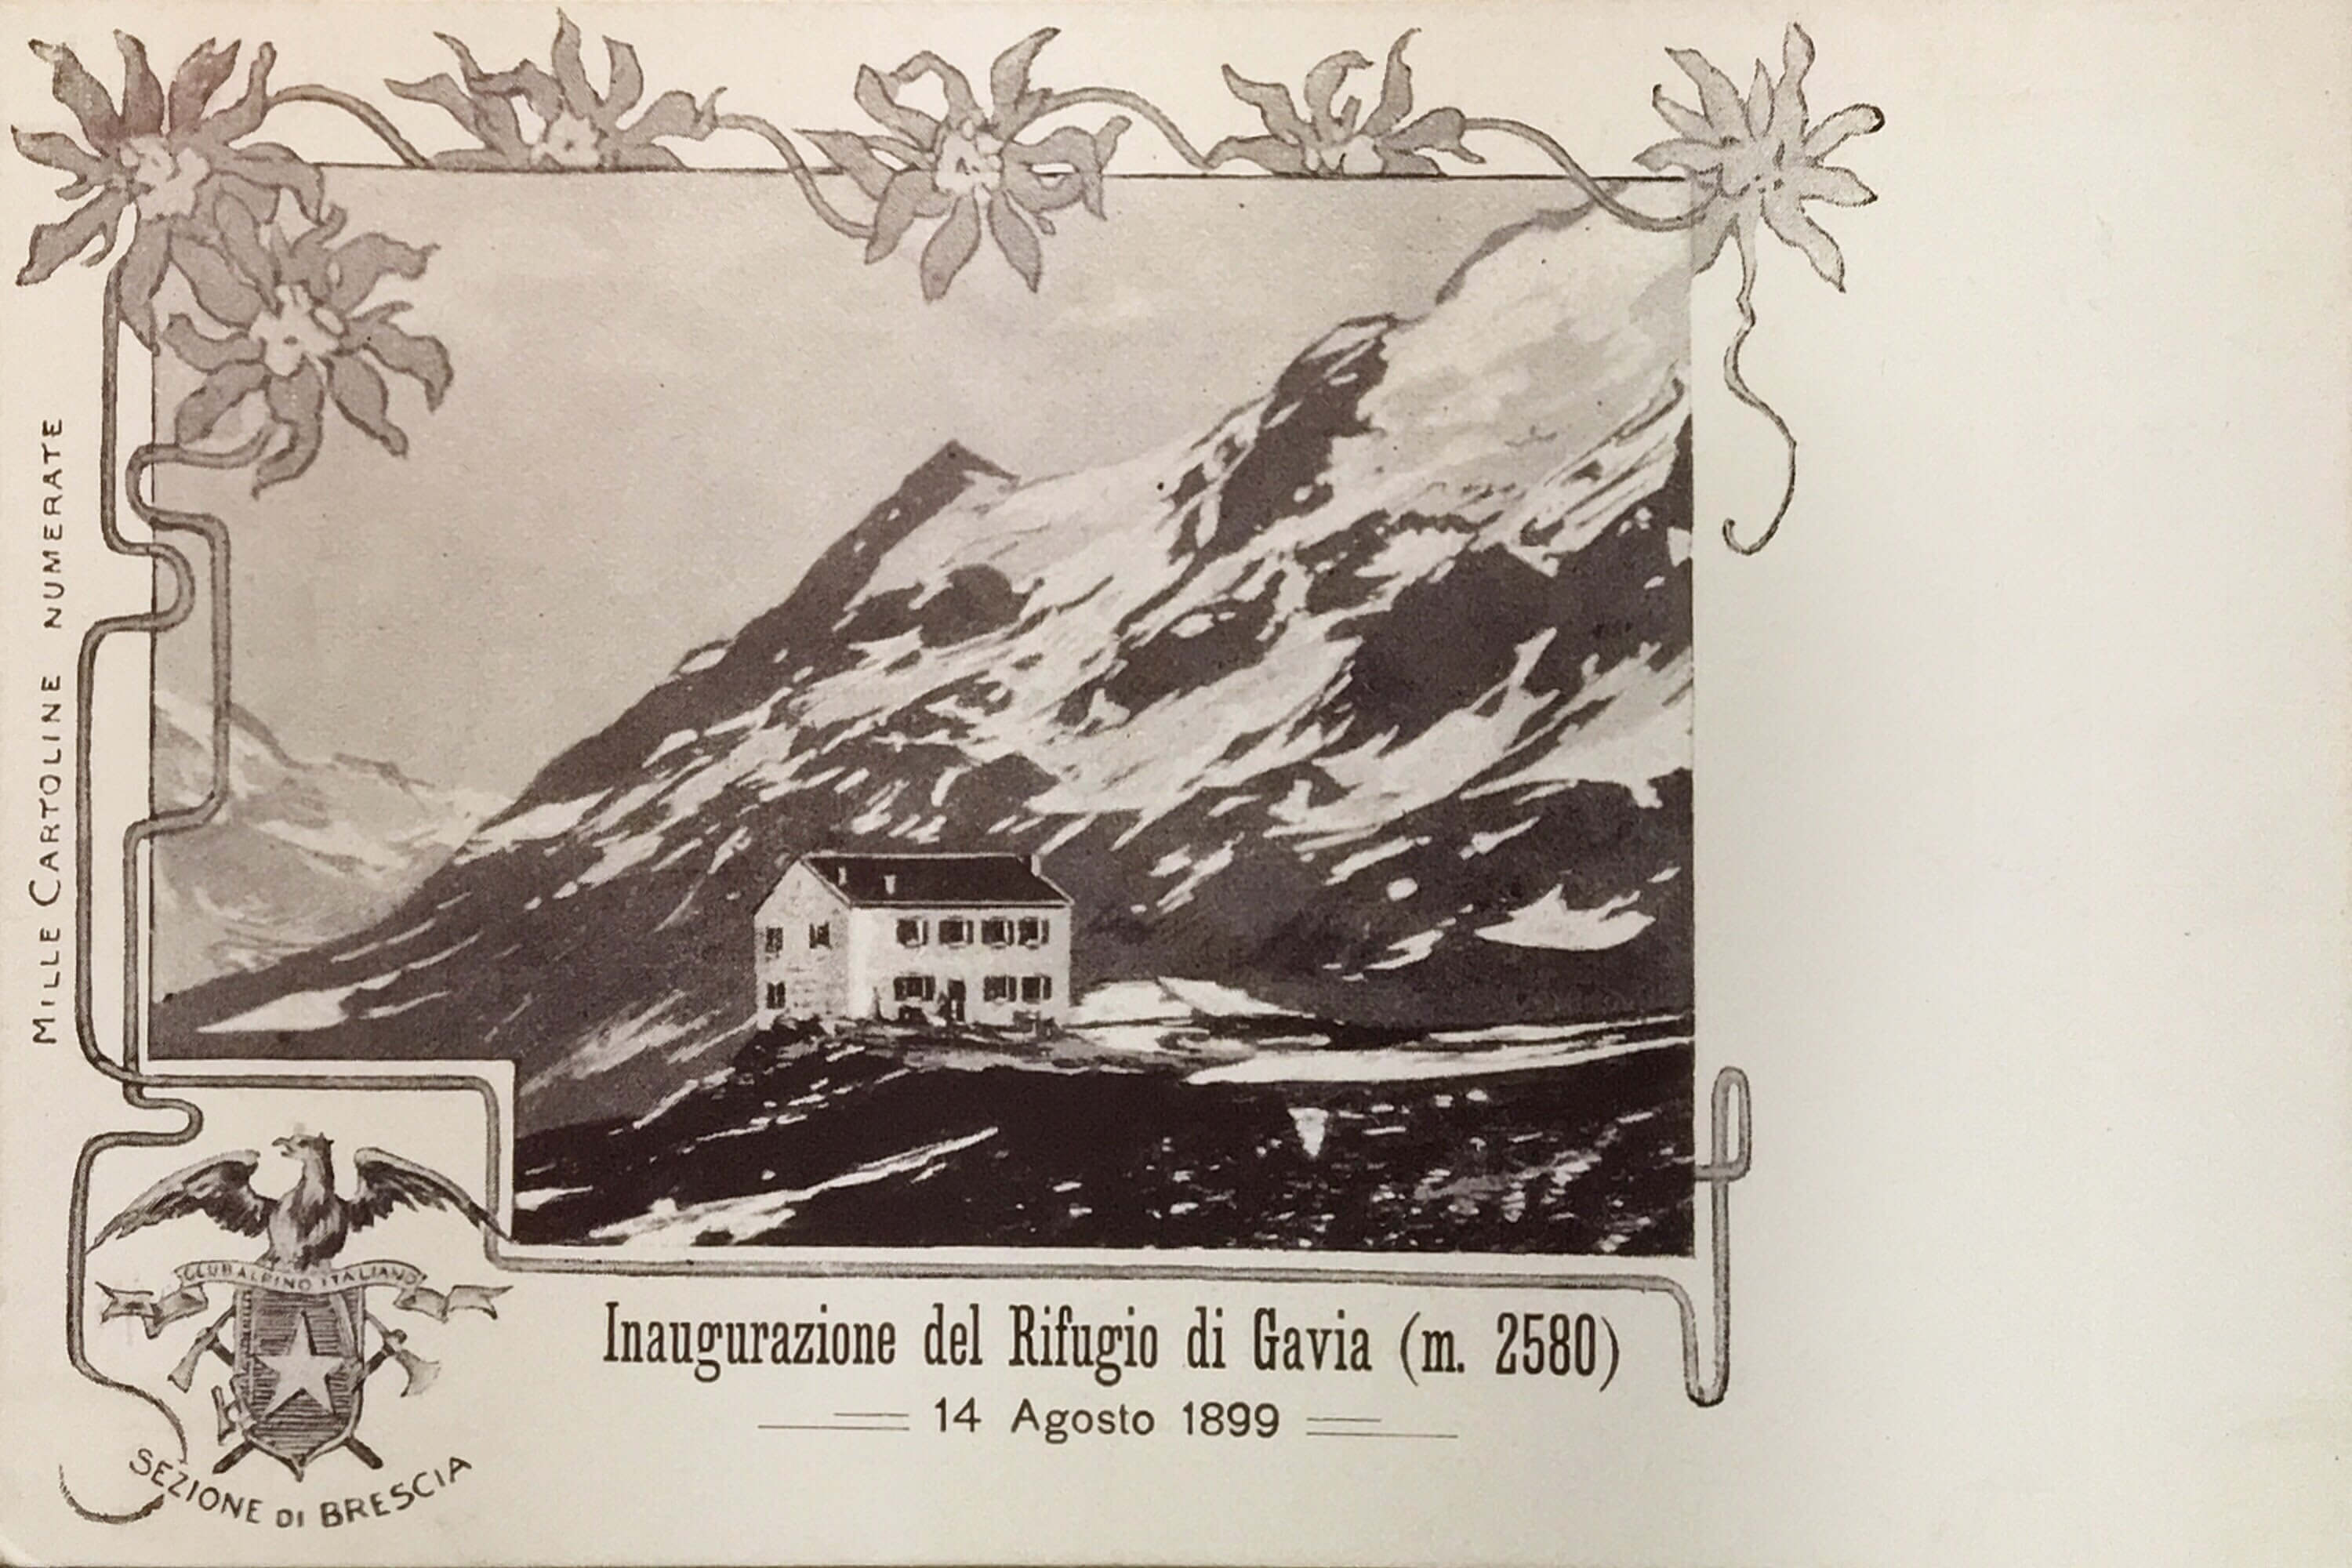 MILLE CARTOLINE NUMERATE
CLUB ALPINO ITALIANO
SEZIONE DI BRESCIA
Inaugurazione del Rifugio di Gavia (m. 2580)
14 Agosto 1899